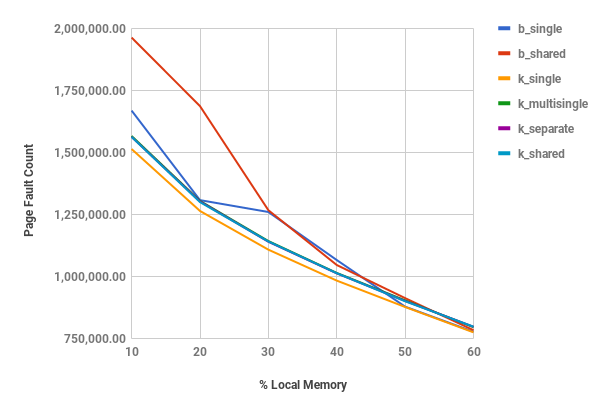 2,000,000.00
1,750,000.00
1,500,000.00
1,250,000.00
1,000,000.00
750,000.00
Page Fault Count
10 20 30 40 50 60
% Local Memory
b_single
b_shared
k_single
k_multisingle
k_separate
k_shared